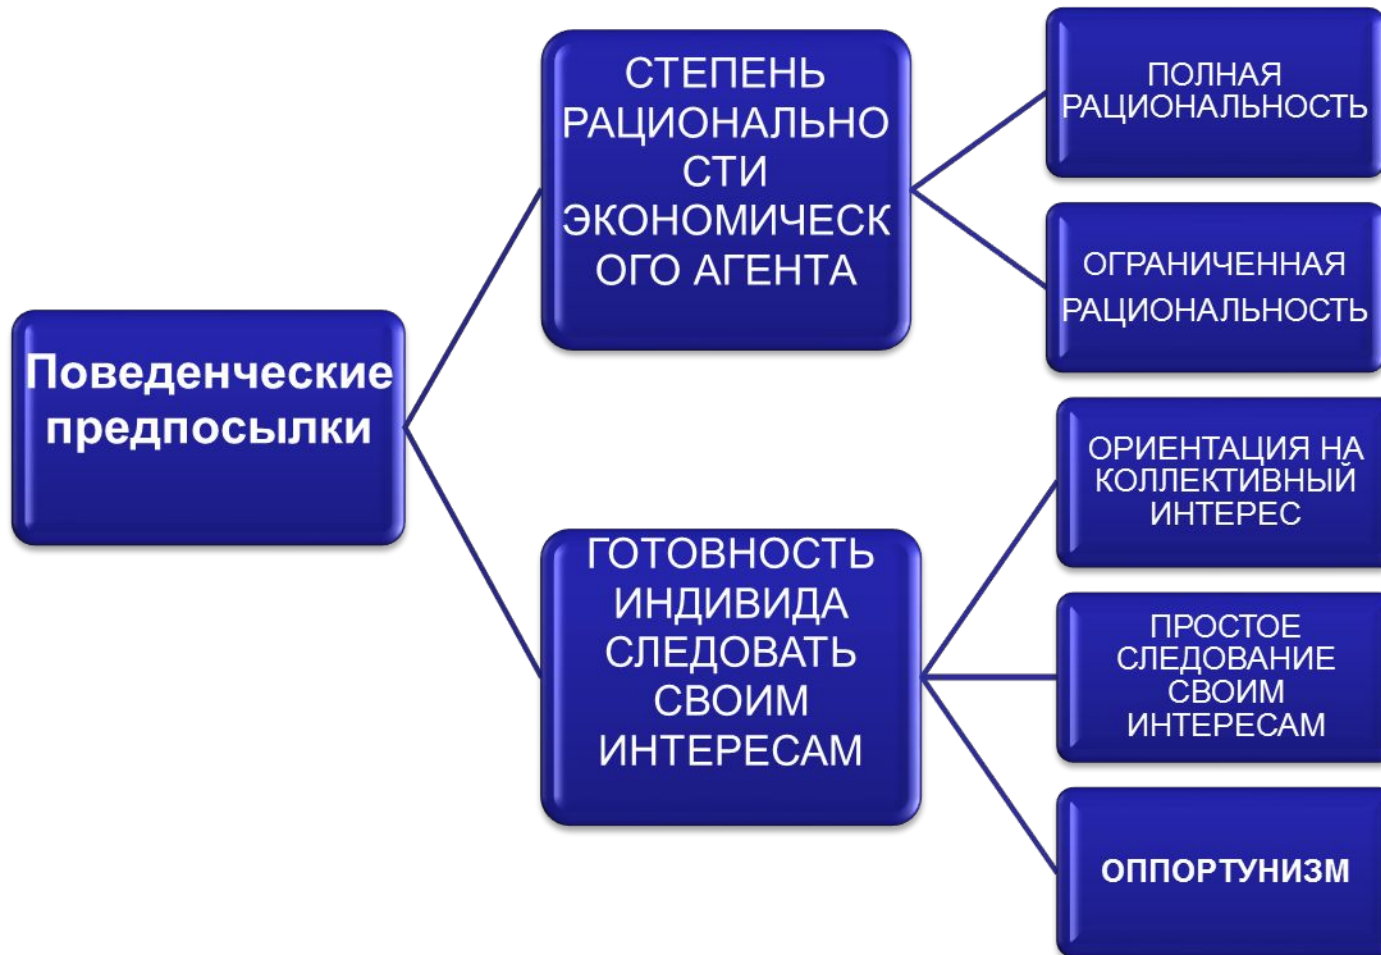 Поведенческие
предпосылки
СТЕПЕНЬ
РАЦИОНАЛЬНО
СТИ
ЭКОНОМИЧЕСК
ОГО АГЕНТА
ПОЛНАЯ
РАЦИОНАЛЬНОСТЬ
ОГРАНИЧЕННАЯ
РАЦИОНАЛЬНОСТЬ
ГОТОВНОСТЬ
ИНДИВИДА
СЛЕДОВАТЬ
СВОИМ
ИНТЕРЕСАМ
ОРИЕНТАЦИЯ НА
КОЛЛЕКТИВНЫЙ
ИНТЕРЕС
ПРОСТОЕ
СЛЕДОВАНИЕ
СВОИМ
ИНТЕРЕСАМ
ОППОРТУНИЗМ